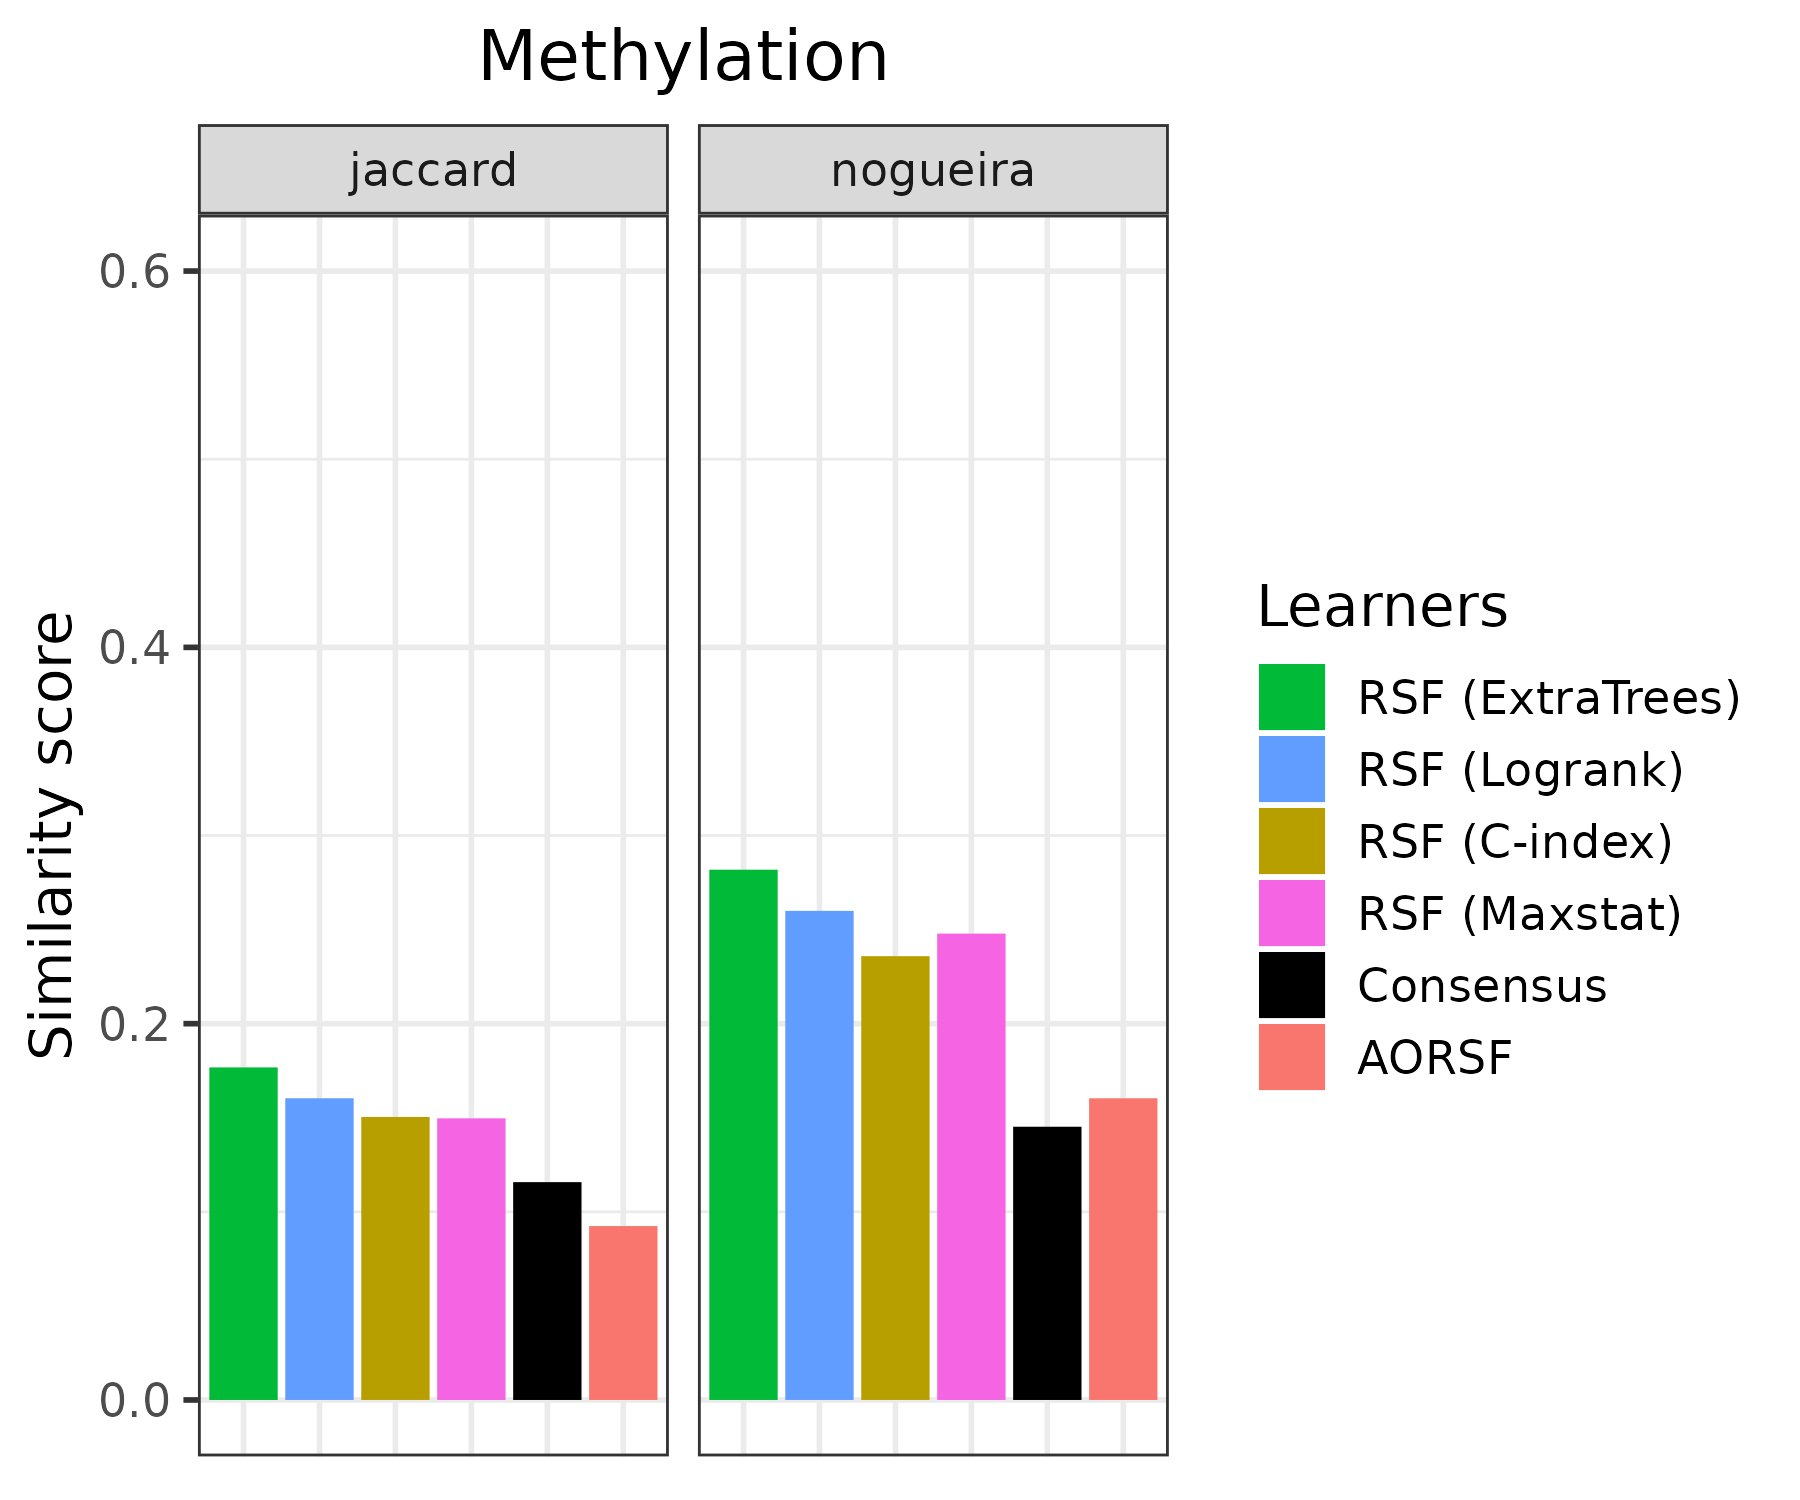 Methylation
jaccard
nogueira
Similarity score
0.6
0.4
0.2
0.0
Learners
RSF (ExtraTrees)
RSF (Logrank)
RSF (C-index)
RSF (Maxstat)
Consensus
AORSF